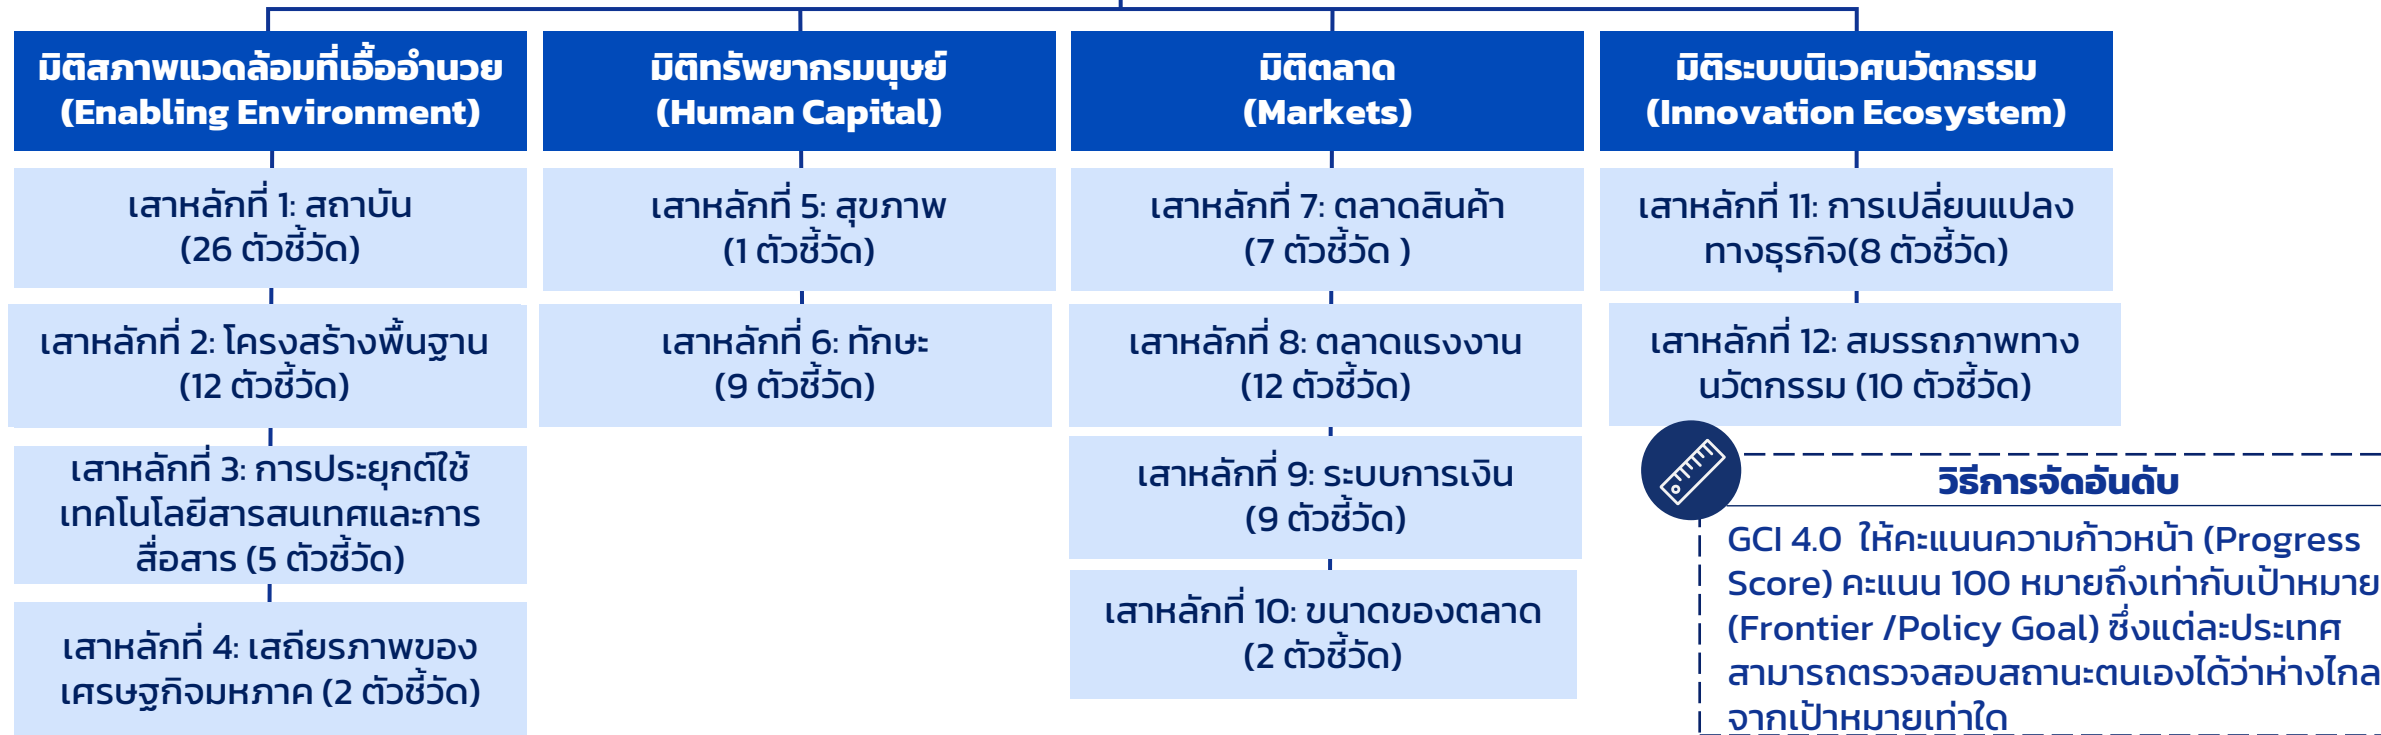 มิติสภาพแวดล้อมที่เอื้ออำนวย
(Enabling Environment)
เสาหลักที่ 1: สถาบัน
(26 ตัวชี้วัด)
เสาหลักที่ 2: โครงสร้างพื้นฐาน
(12 ตัวชี้วัด)
เสาหลักที่ 3: การประยุกต์ใช้
เทคโนโลยีสารสนเทศและการ
สื่อสาร (5 ตัวชี้วัด)
เสาหลักที่ 4: เสถียรภาพของ
เศรษฐกิจมหภาค (2 ตัวชี้วัด)
มิติทรัพยากรมนุษย์
(Human Capital)
เสาหลักที่ 5: สุขภาพ
(1 ตัวชี้วัด)
เสาหลักที่ 6: ทักษะ
(9 ตัวชี้วัด)
มิติตลาด
(Markets)
เสาหลักที่ 7: ตลาดสินค้า
(7 ตัวชี้วัด )
เสาหลักที่ 8: ตลาดแรงงาน
(12 ตัวชี้วัด)
เสาหลักที่ 9: ระบบการเงิน
(9 ตัวชี้วัด)
เสาหลักที่ 10: ขนาดของตลาด
(2 ตัวชี้วัด)
มิติระบบนิเวศนวัตกรรม
(Innovation Ecosystem)
เสาหลักที่ 11: การเปลี่ยนแปลง
ทางธุรกิจ(8 ตัวชี้วัด)
เสาหลักที่ 12: สมรรถภาพทาง
นวัตกรรม (10 ตัวชี้วัด)
วิธีการจัดอันดับ
GCI 4.0 ให้คะแนนความก้าวหน้า (Progress
Score) คะแนน 100 หมายถึงเท่ากับเป้าหมาย
(Frontier /Policy Goal) ซึ่งแต่ละประเทศ
สามารถตรวจสอบสถานะตนเองได้ว่าห่างไกล
จากเป้าหมายเท่าใด